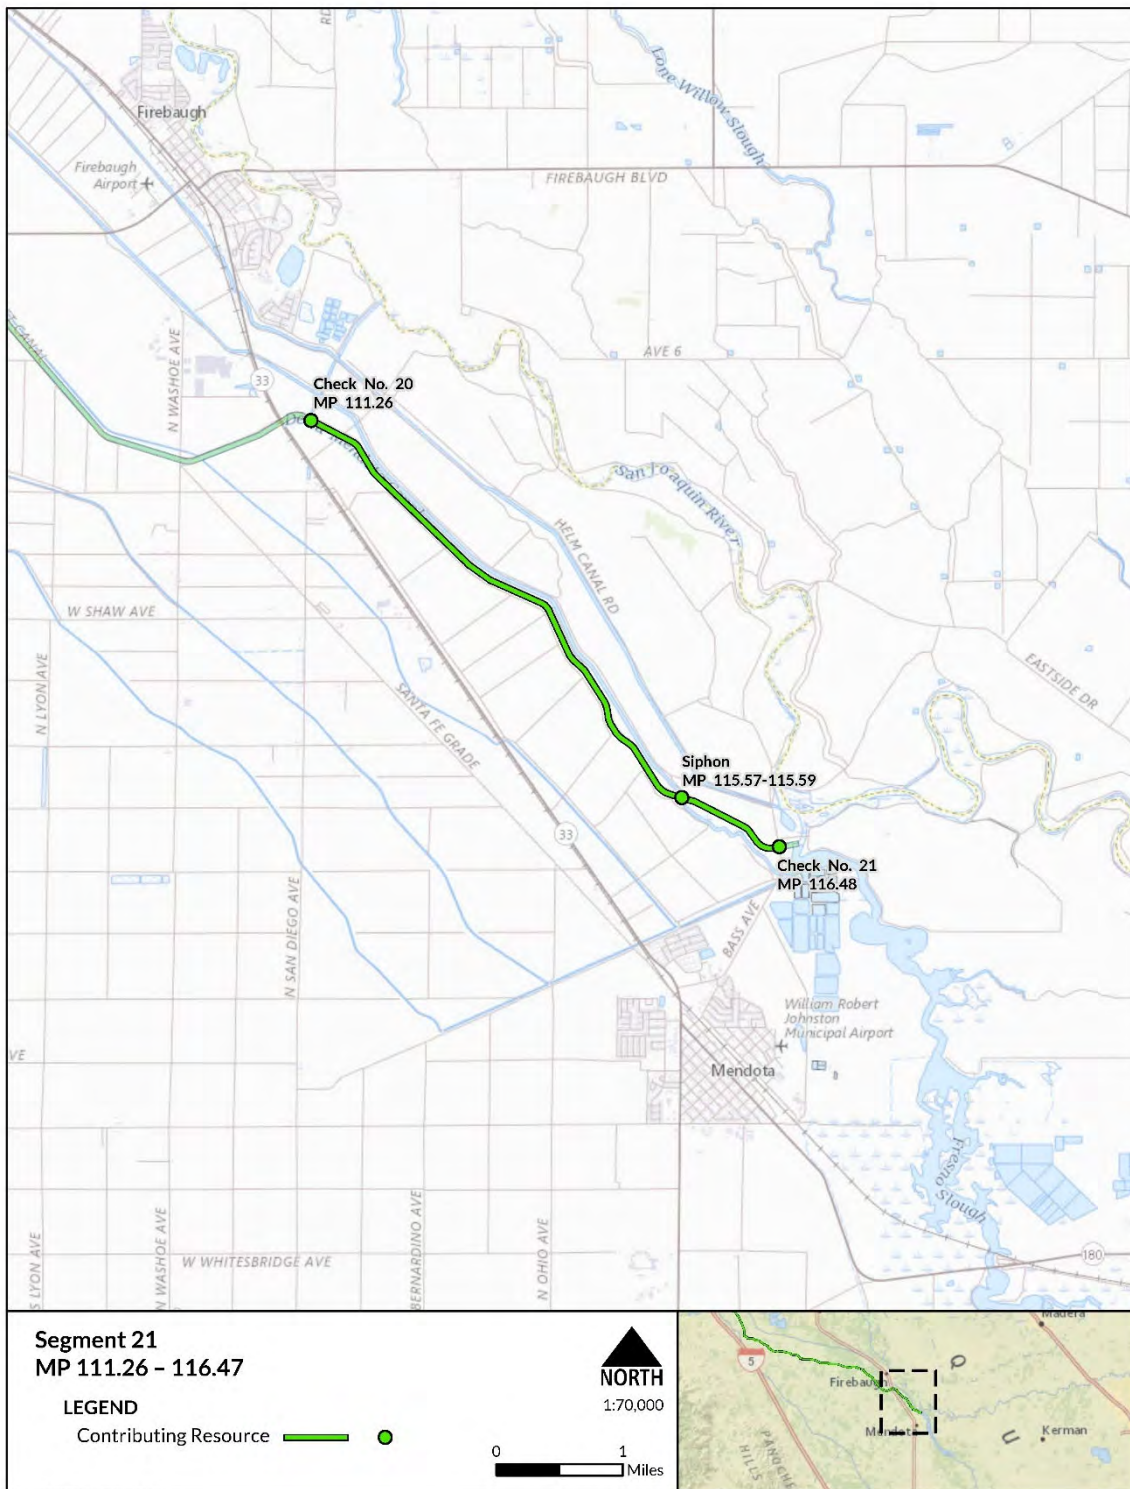 Firebaugh
RD
Lone Willow Slough
Firebaugh
Airport
FIREBAUGH BLVD
N WASHOE AVE
33
AVE 6
Check No. 20
MP 111.26
San Joaquin River
HELM CANAL RD
W SHAW AVE
N LYON AVE
SANTA FE GRADE
EASTSIDE DR
Siphon
MP 115.57-115.59
33
Check No. 21
MP 116.48
N SAN DIEGO AVE
BASS AVE
William Robert
Johnston
Municipal Airport
VE
Mendota
Fresno
Slough
S LYON AVE
N WASHOE AVE
W WHITESBRIDGE AVE
BERNARDINO AVE
N OHIO AVE
180
Segment 21
MP 111.26 – 116.47
LEGEND
Contributing Resource
NORTH
1:70,000
0 1
Miles
Madera
5
Firebaugh
Q
Mendota
U
Kerman
PANOCHE
HILLS